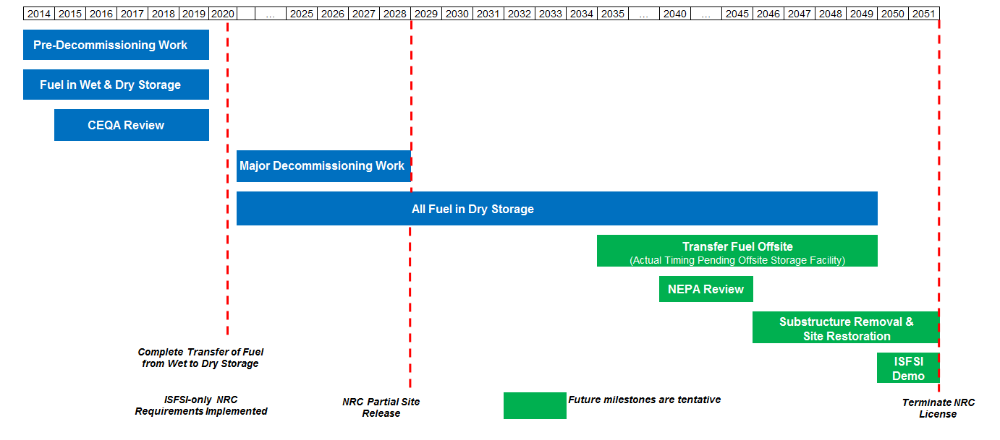 2014 2015 2016 2017 2018 2019 2020 ... 2025 2026 2027 2028 2029 2030 2031 2032 2033 2034 2035 ... 2040 ... 2045 2046 2047 2048 2049 2050 2051
Pre-Decommissioning Work
Fuel in Wet & Dry Storage
CEQA Review
Major Decommissioning Work
All Fuel in Dry Storage
Transfer Fuel Offsite
(Actual Timing Pending Offsite Storage Facility)
NEPA Review
Substructure Removal &
Site Restoration
ISFSI
Demo
Complete Transfer of Fuel
from Wet to Dry Storage
ISFSI-only NRC
Requirements Implemented
NRC Partial Site
Release
Future milestones are tentative
Terminate NRC
License